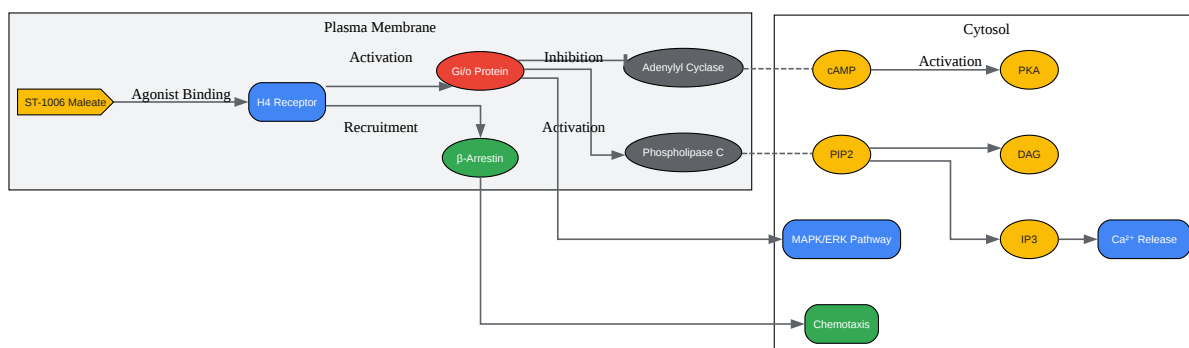 Plasma Membrane
Cytosol
Activation
Inhibition
Activation
Gi/o Protein
Adenylyl Cyclase
cAMP
PKA
ST-1006 Maleate
Agonist Binding
H4 Receptor
Recruitment
Activation
β-Arrestin
Phospholipase C
PIP2
DAG
MAPK/ERK Pathway
IP3
Ca²⁺ Release
Chemotaxis